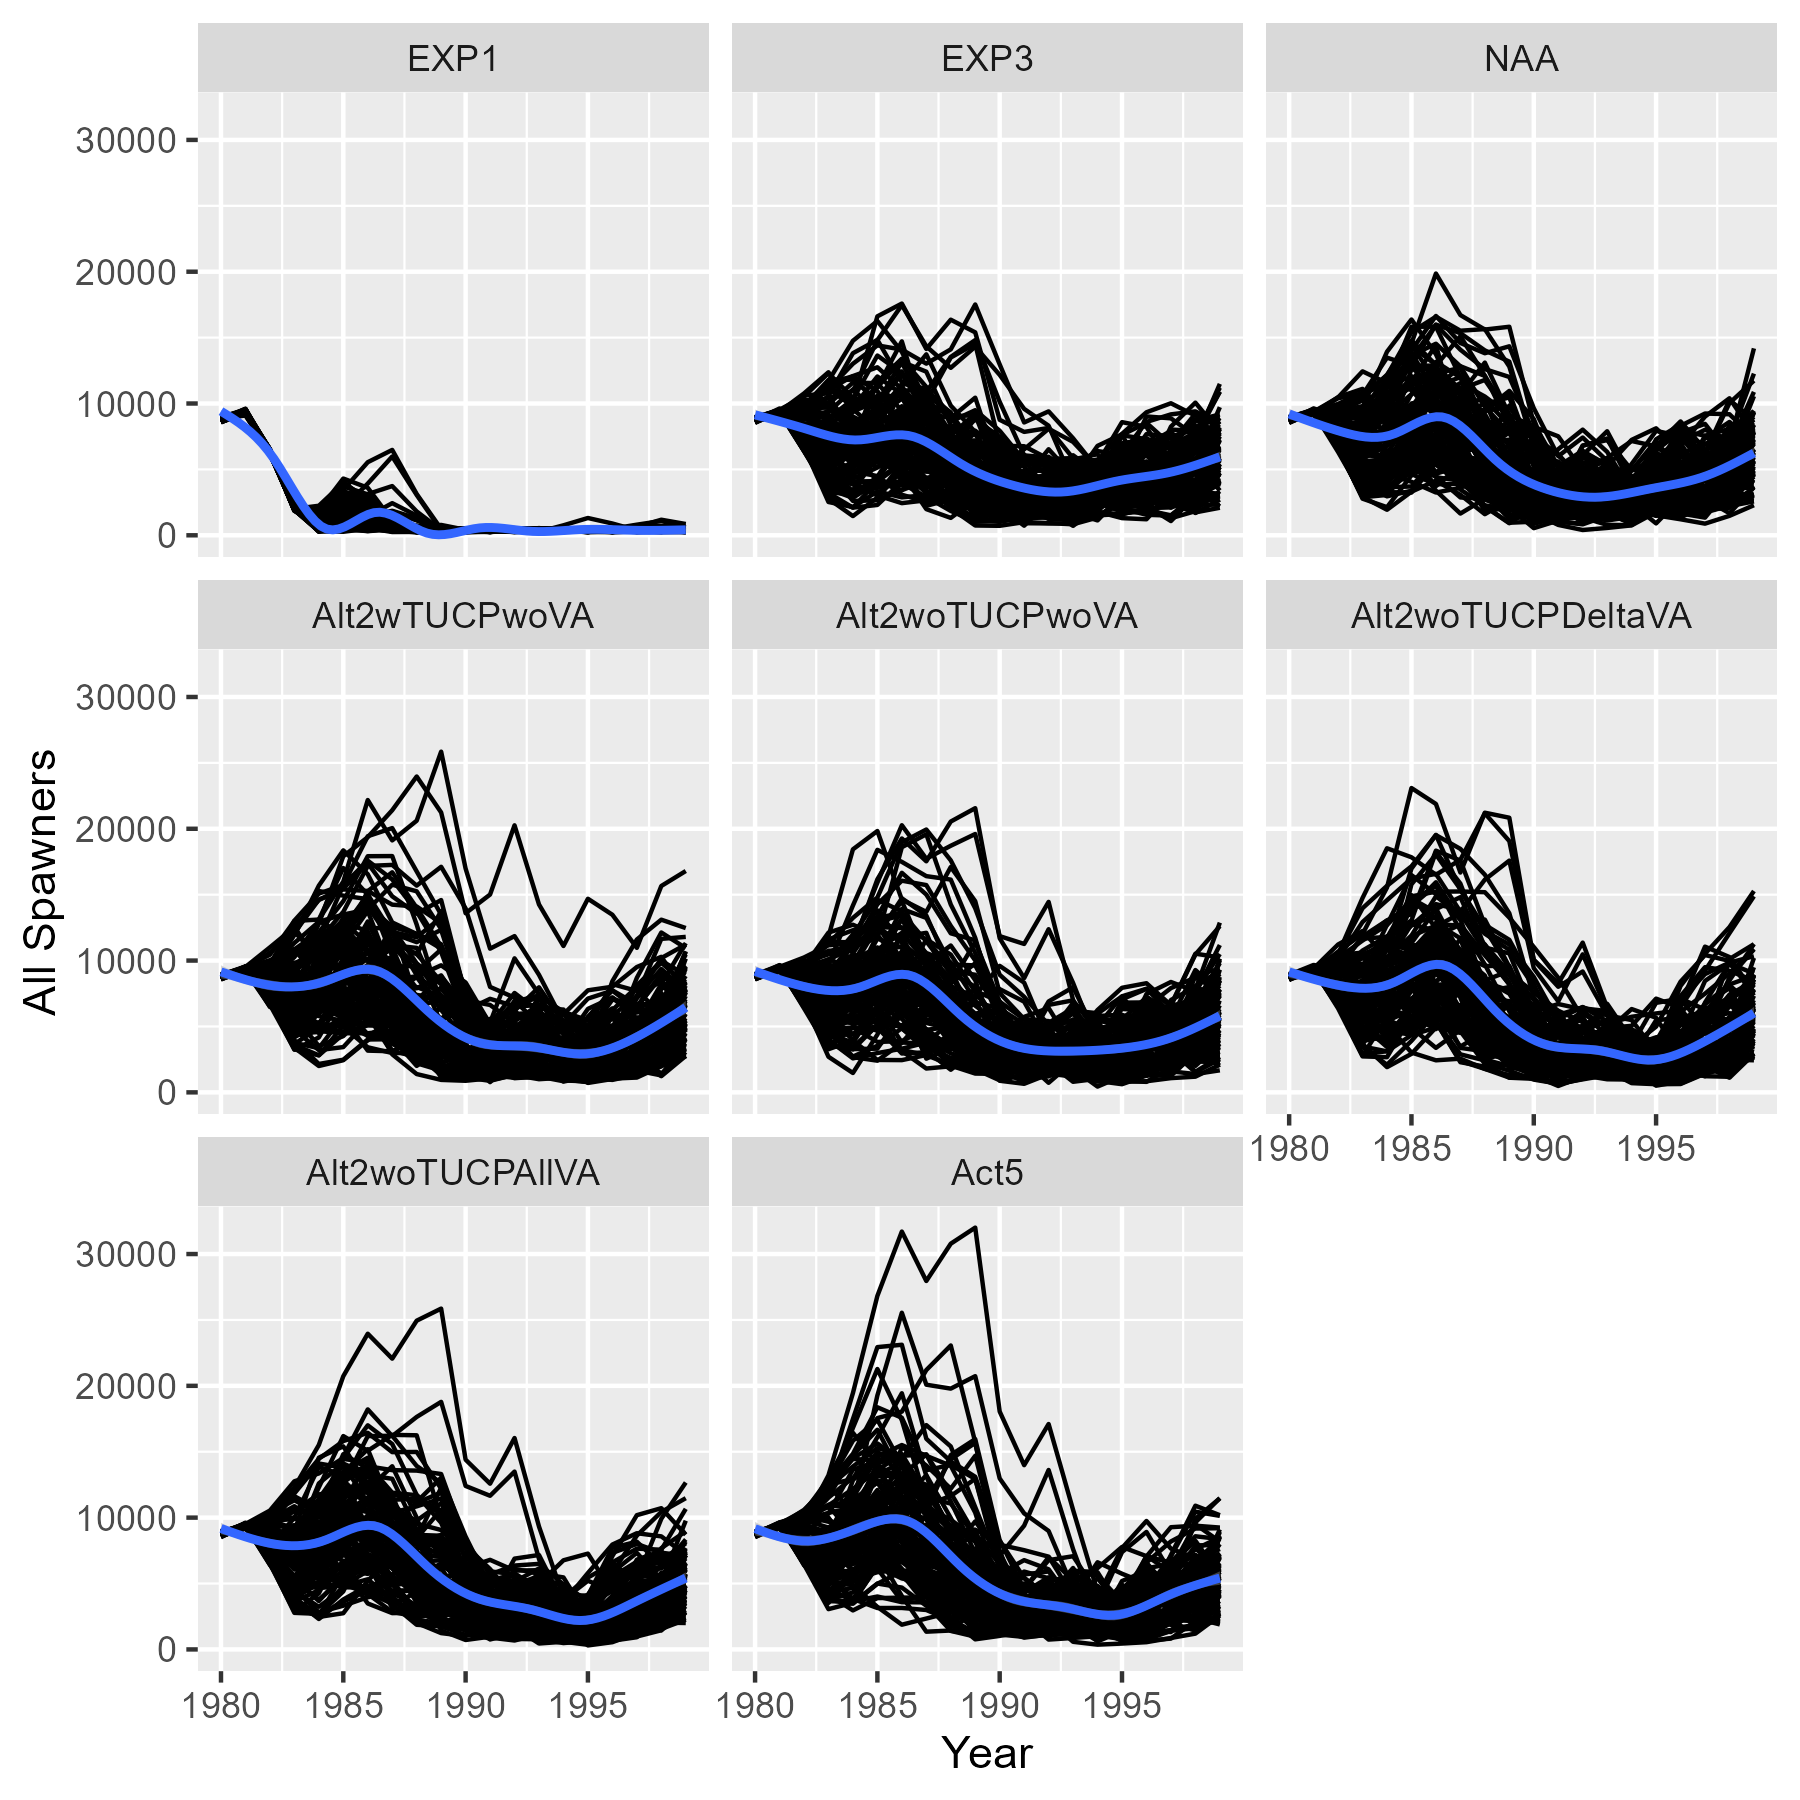 EXP1 EXP3 NAA
30000
20000
10000
0
Alt2wTUCPwoVA Alt2woTUCPwoVA Alt2woTUCPDeltaVA
30000
20000
10000
0
1980 1985 1990 1995
Alt2woTUCPAllVA Act5
30000
20000
10000
0
1980 1985 1990 1995 1980 1985 1990 1995
Year
All Spawners